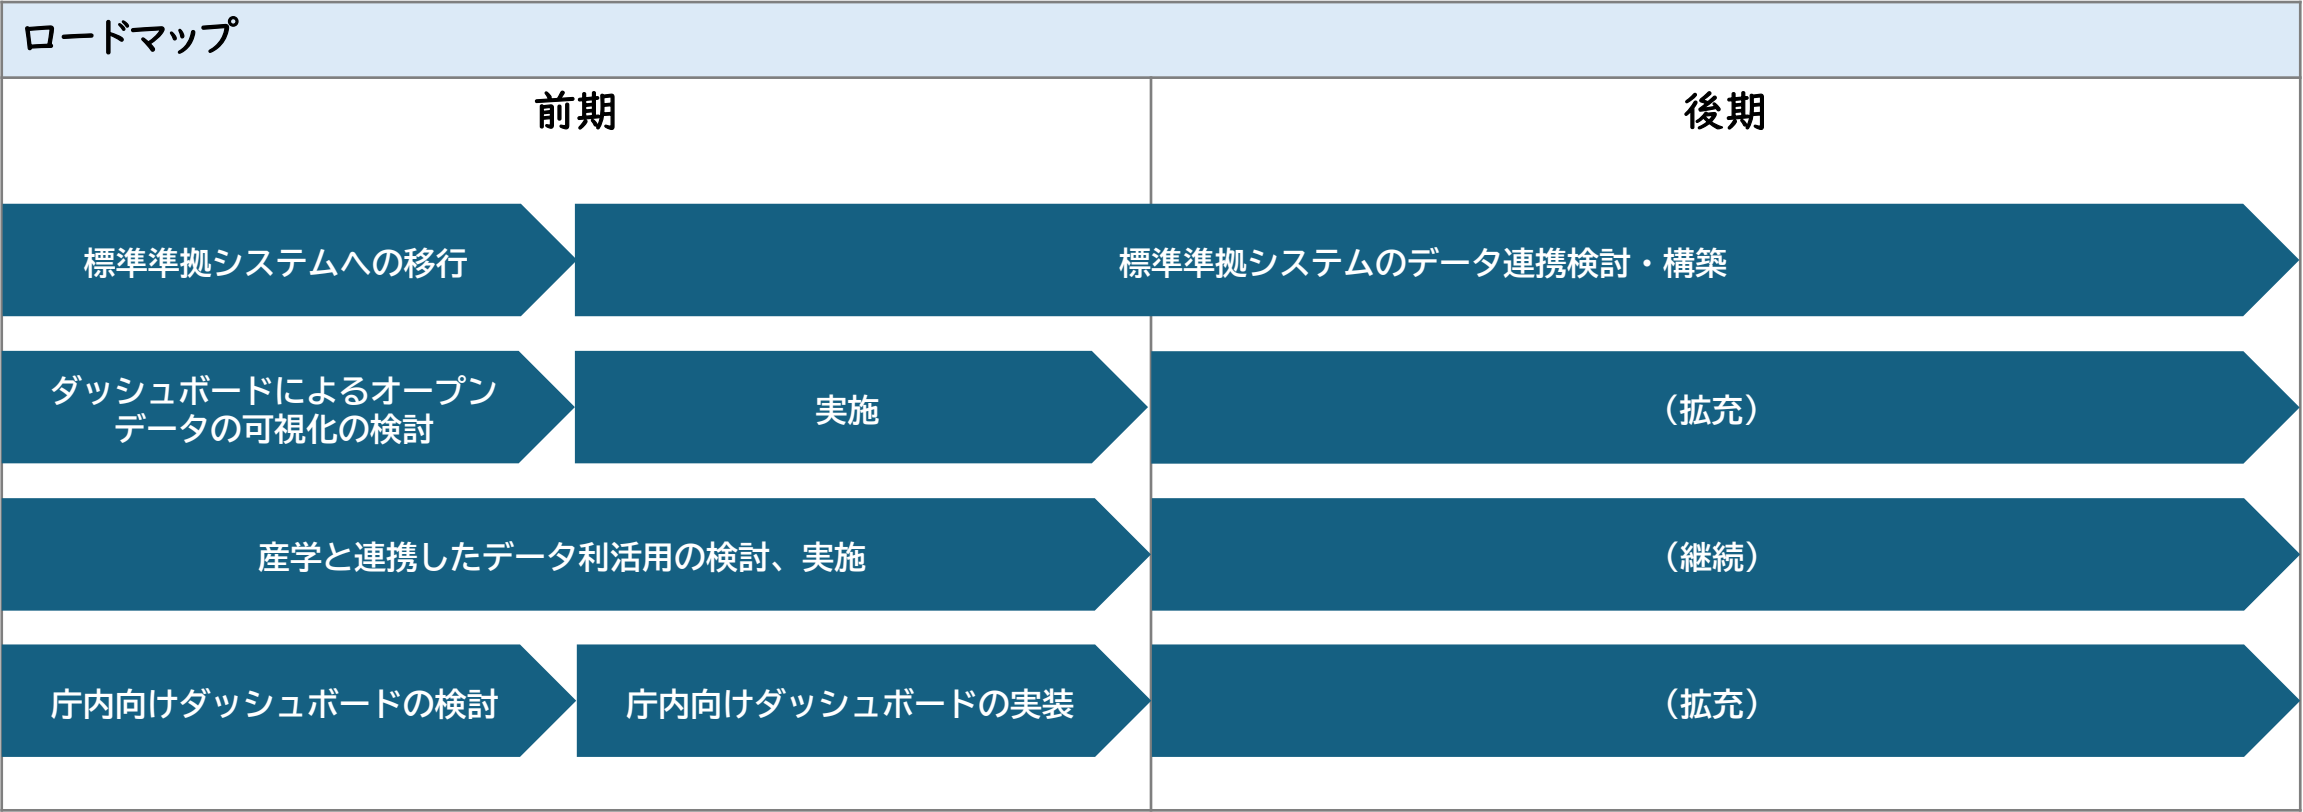 ロードマップ
前期
後期
標準準拠システムへの移行
標準準拠システムのデータ連携検討・構築
ダッシュボードによるオープン
データの可視化の検討
実施
（拡充）
産学と連携したデータ利活用の検討、実施
（継続）
庁内向けダッシュボードの検討
庁内向けダッシュボードの実装
（拡充）